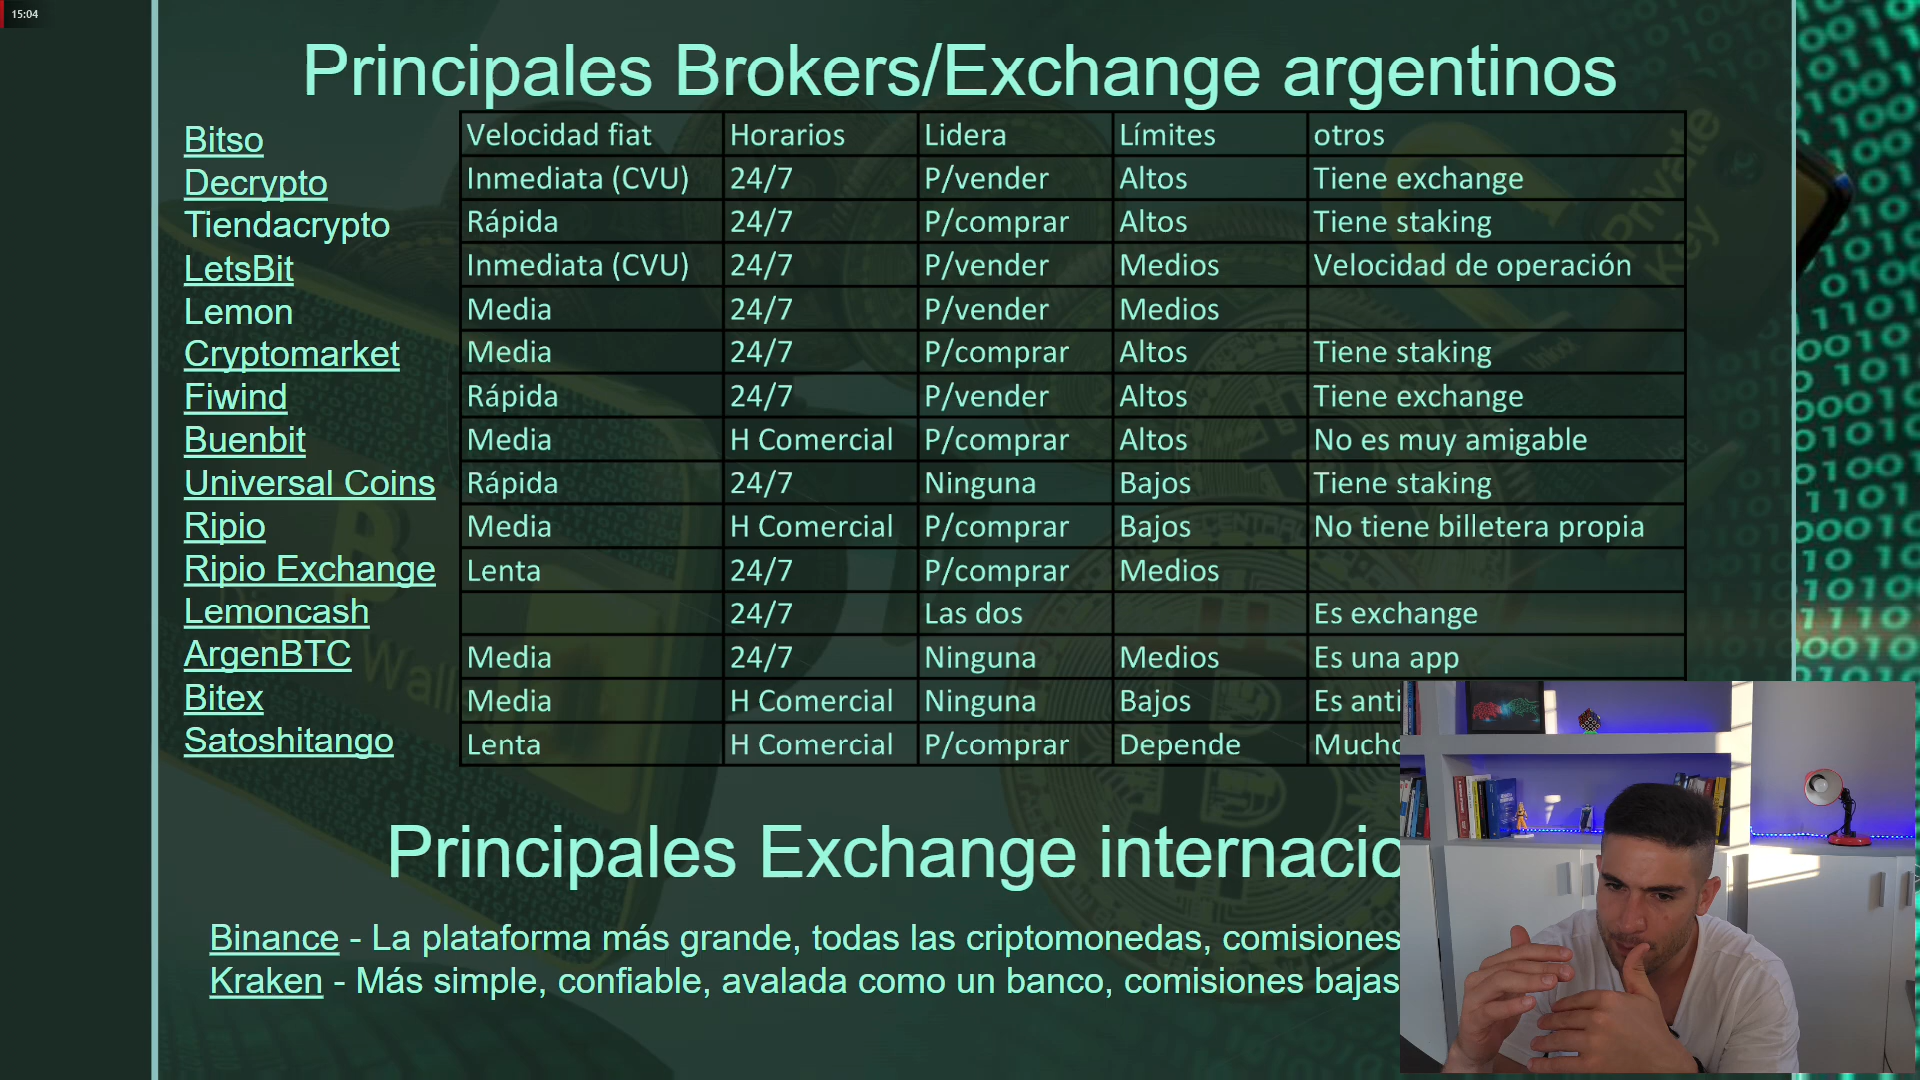 15:04
Principales Brokers/Exchange argentinos
Velocidad fiat Horarios Lidera Límites otros
Bitso Inmediata (CVU) 24/7 P/vender Altos Tiene exchange
Decrypto Rápida 24/7 P/comprar Altos Tiene staking
Tiendacrypto Inmediata (CVU) 24/7 P/vender Medios Velocidad de operación
LetsBit Media 24/7 P/vender Medios
Lemon Media 24/7 P/comprar Altos Tiene staking
Cryptomarket Rápida 24/7 P/vender Altos Tiene exchange
Fiwind Media H Comercial P/comprar Altos No es muy amigable
Buenbit Rápida 24/7 Ninguna Bajos Tiene staking
Universal Coins Media H Comercial P/comprar Bajos No tiene billetera propia
Ripio Lenta 24/7 P/comprar Medios
Ripio Exchange 24/7 Las dos Es exchange
Lemoncash Media 24/7 Ninguna Medios Es una app
ArgenBTC Media H Comercial Ninguna Bajos Es
Bitex Lenta H Comercial P/comprar Depende
Satoshitango
Principales Exchange
Binance - La plataforma más grande, todas las criptomonedas, comisiones
Kraken - Más simple, confiable, avalada como un banco, comisiones bajas
Private
Key